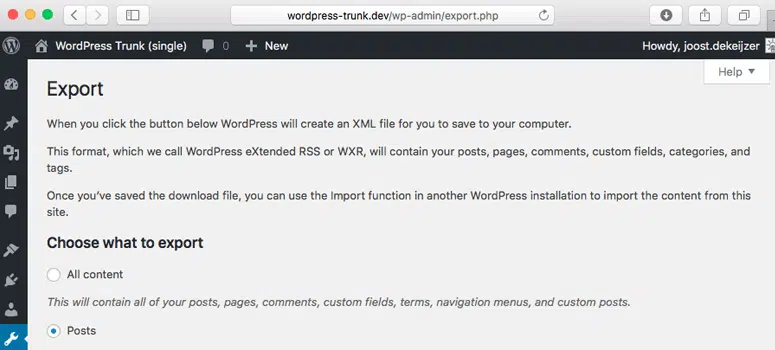 wordpress-trunk.dev/wp-admin/export.php
WordPress Trunk (single) 0 New Howdy, joost.dekeijzer
Help
Export
When you click the button below WordPress will create an XML file for you to save to your computer.
This format, which we call WordPress eXtended RSS or WXR, will contain your posts, pages, comments, custom fields, categories, and
tags.
Once you’ve saved the download file, you can use the Import function in another WordPress installation to import the content from this
site.
Choose what to export
All content
This will contain all of your posts, pages, comments, custom fields, terms, navigation menus, and custom posts.
Posts